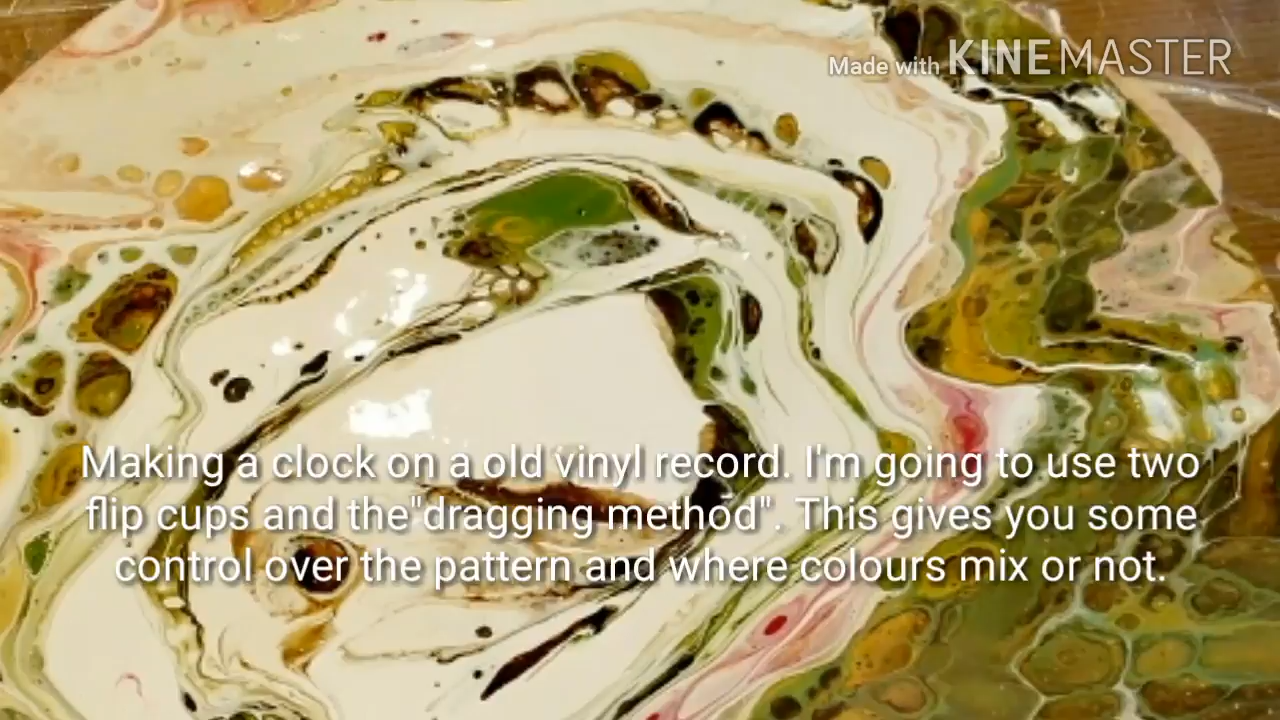 Made with KINEMASTER
Making a clock on a old vinyl record. I'm going to use two
flip cups and the"dragging method". This gives you some
control over the pattern and where colours mix or not.